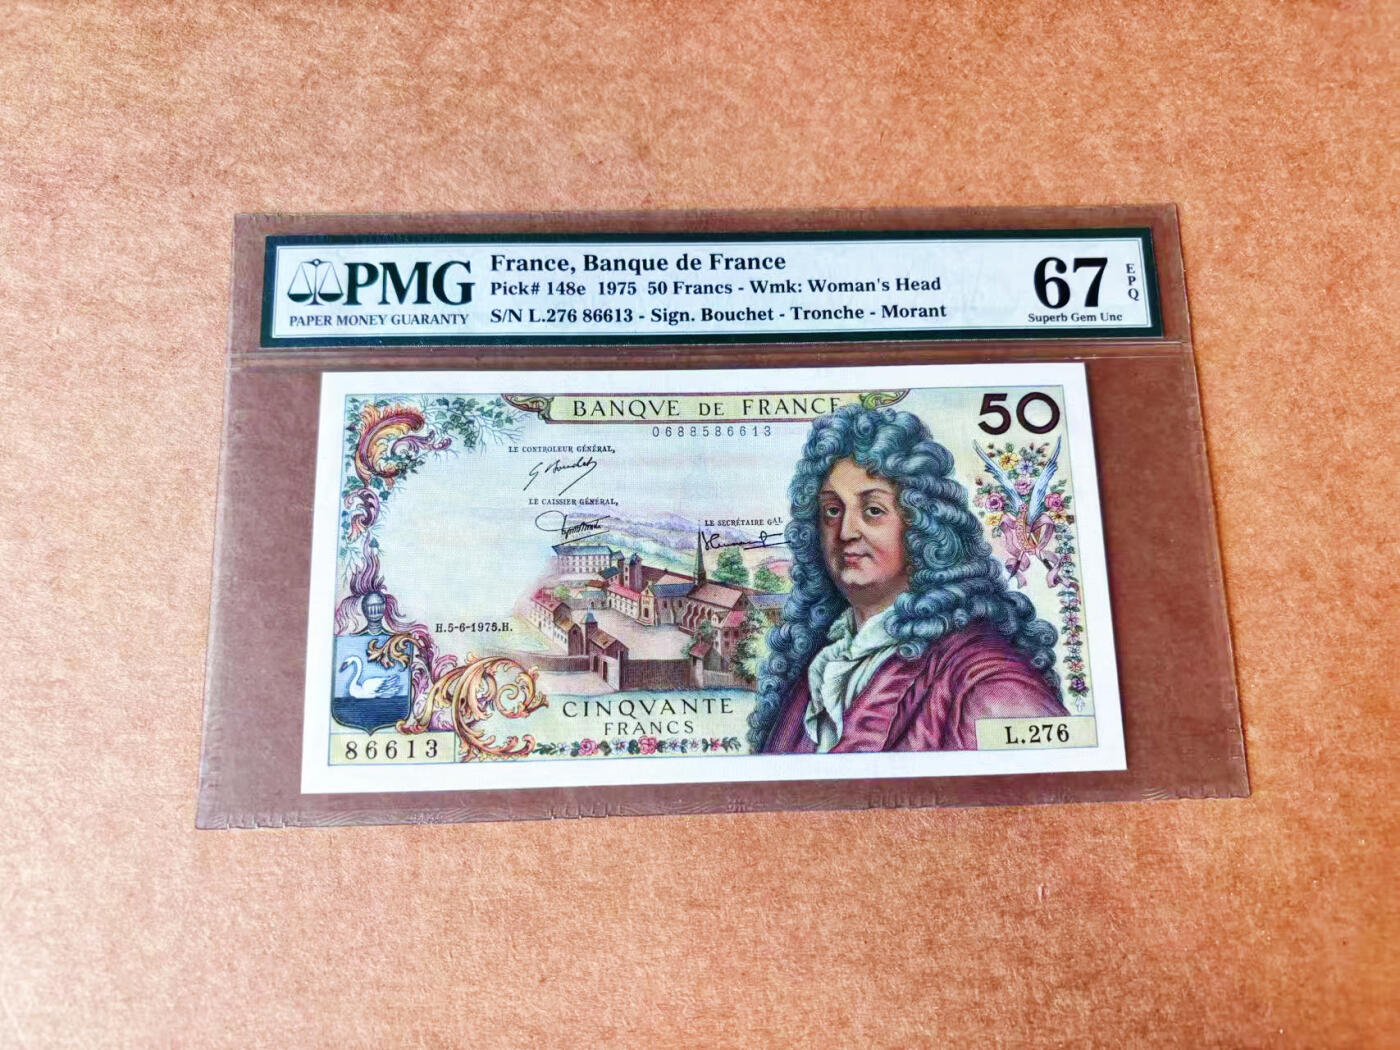 PMG
PAPER MONEY GUARANTY
France, Banque de France
Pick# 148e 1975 50 Francs - Wmk: Woman's Head
S/N L.276 86613 - Sign. Bouchet - Tronche - Morant
67
EPQ
Superb Gem Unc
BANQVE DE FRANCE
0688586613
50
LE CONTROLEUR GÉNÉRAL,
LE CAISSIER GÉNÉRAL,
LE SECRÉTAIRE GAL
H.5-6-1975.H.
CINQVANTE
FRANCS
86613
L.276